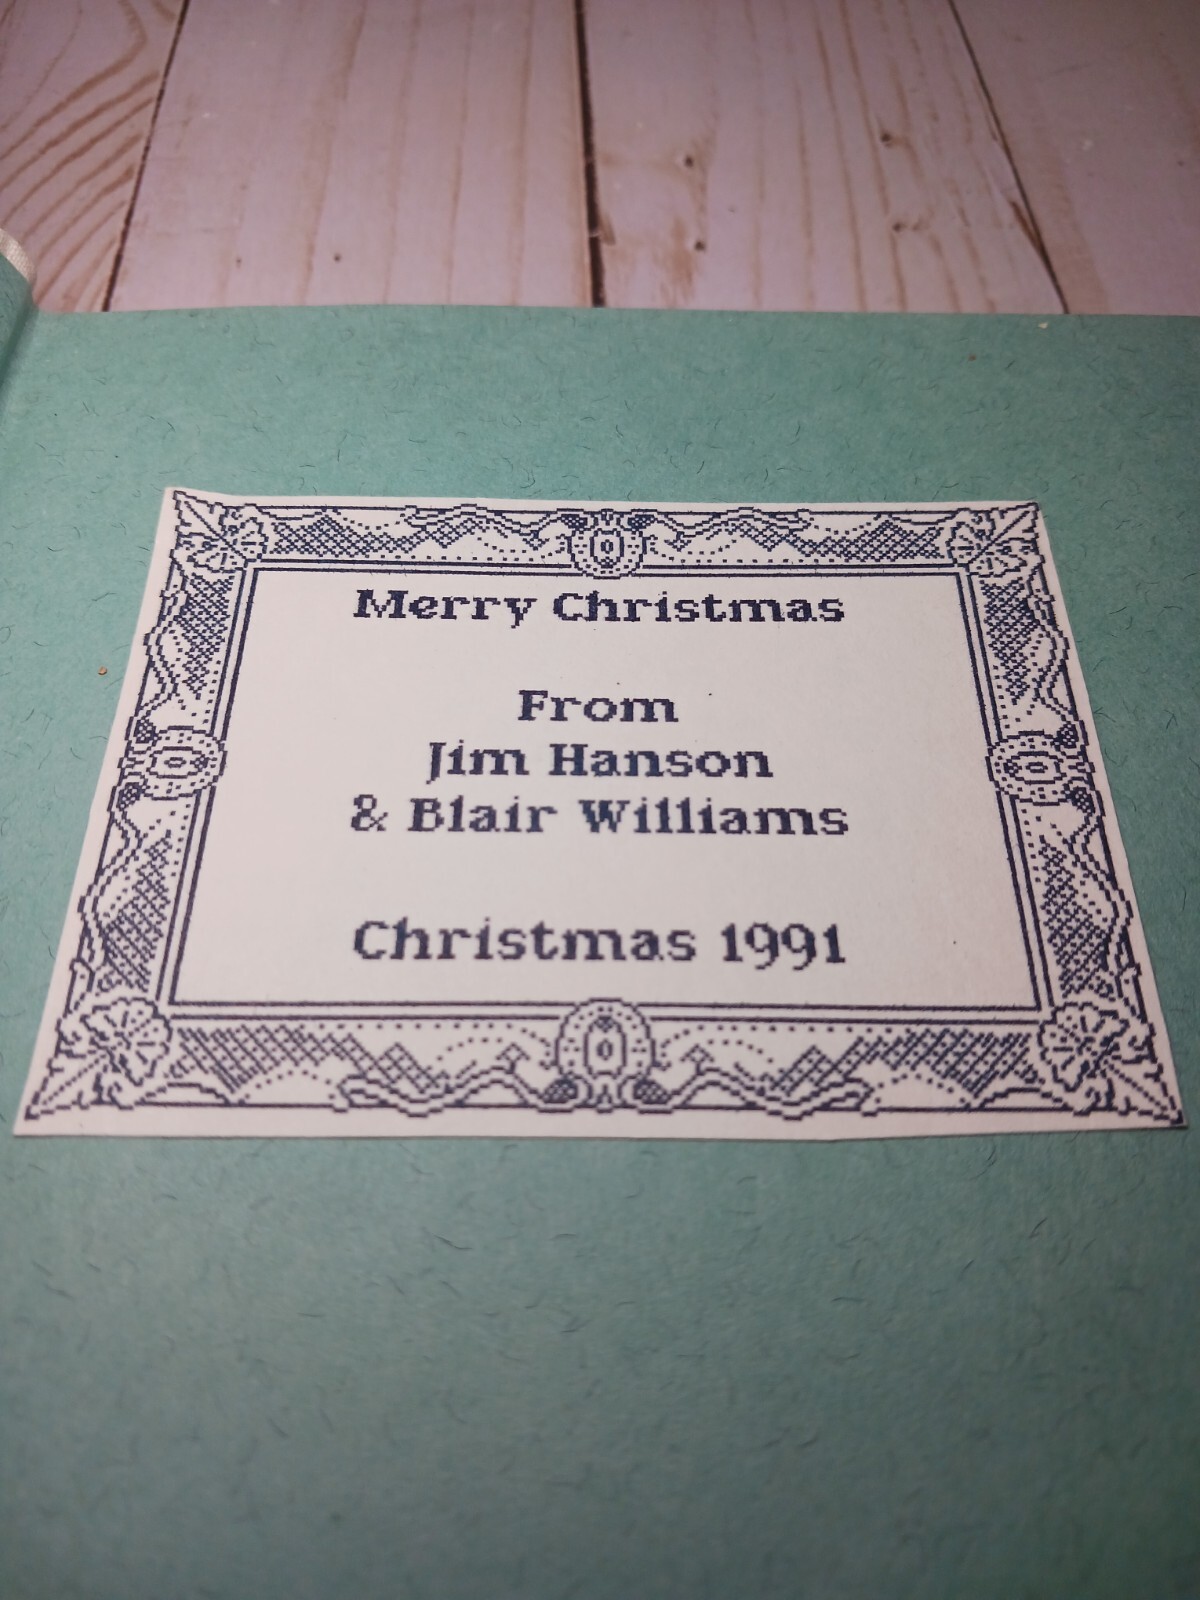 Merry Christmas
From
Jim Hanson
& Blair Williams
Christmas 1991